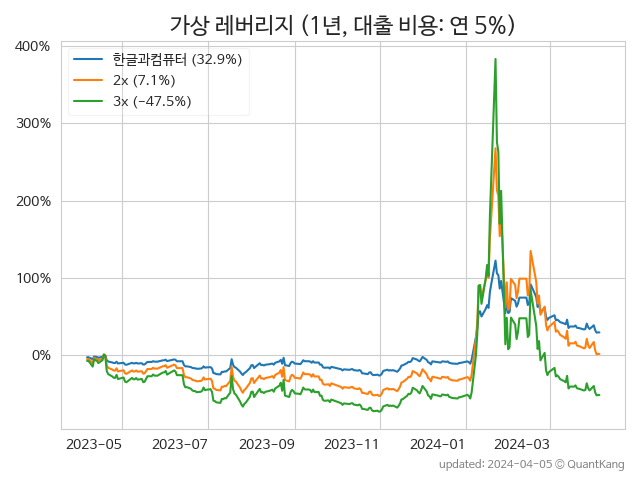 가상 레버리지 (1년, 대출 비용: 연 5%)
400%
300%
200%
100%
0%
한글과컴퓨터 (32.9%)
2x (7.1%)
3x (−47.5%)
2023-05
2023-07
2023-09
2023-11
2024-01
2024-03
updated: 2024-04-05 © QuantKang